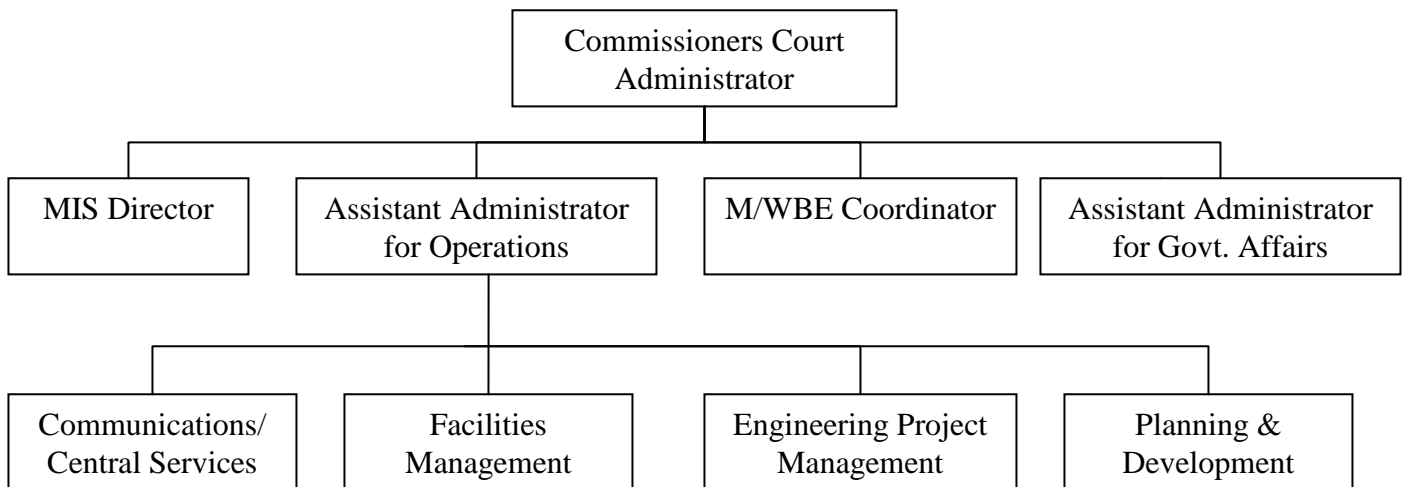 Commissioners Court
Administrator
MIS Director
Assistant Administrator
for Operations
M/WBE Coordinator
Assistant Administrator
for Govt. Affairs
Communications/
Central Services
Facilities
Management
Engineering Project
Management
Planning &
Development